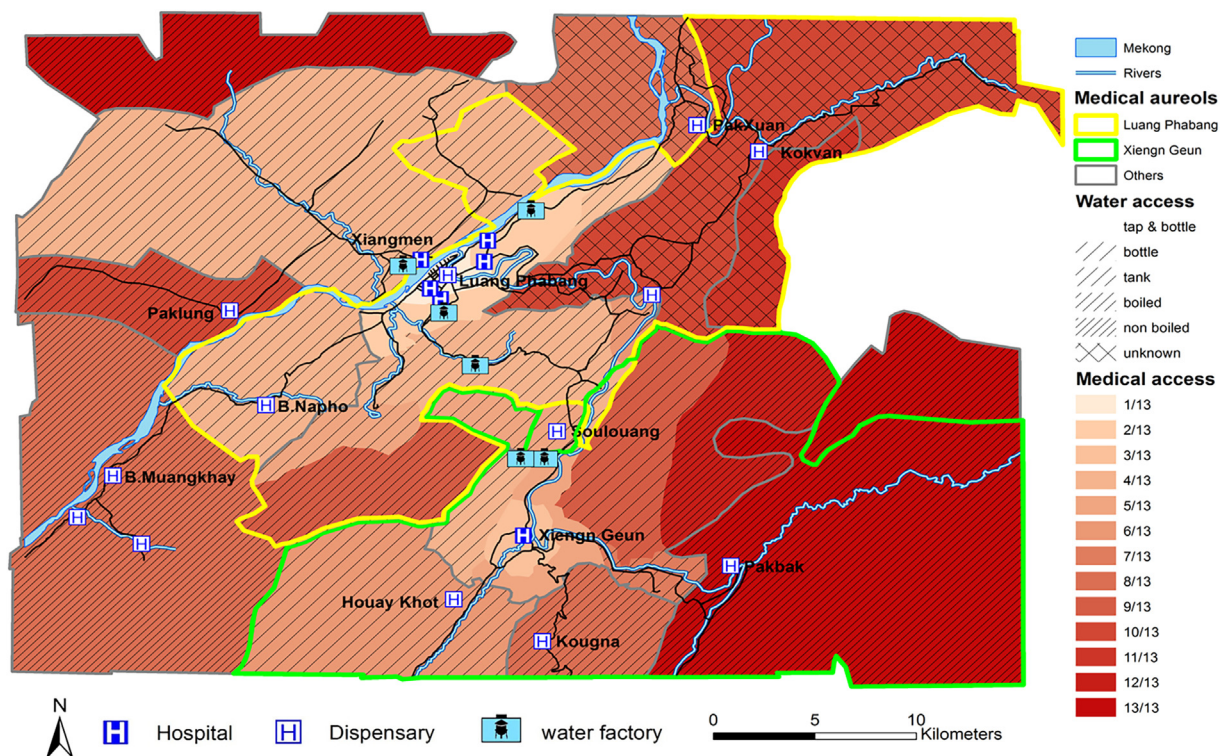 Mekong
Rivers
Medical aureols
Luang Phabang
Xiengn Geun
Others
Water access
tap & bottle
bottle
tank
boiled
non boiled
unknown
Medical access
1/13
2/13
3/13
4/13
5/13
6/13
7/13
8/13
9/13
10/13
11/13
12/13
13/13
PakXuan
Kokvan
Xiangmen
Luang Phabang
Paklung
B.Napho
Soulouang
B.Muangkhay
Xiengn Geun
Pakbak
Houay Khot
Kougna
N
H Hospital
H Dispensary
water factory
0 5 10
Kilometers